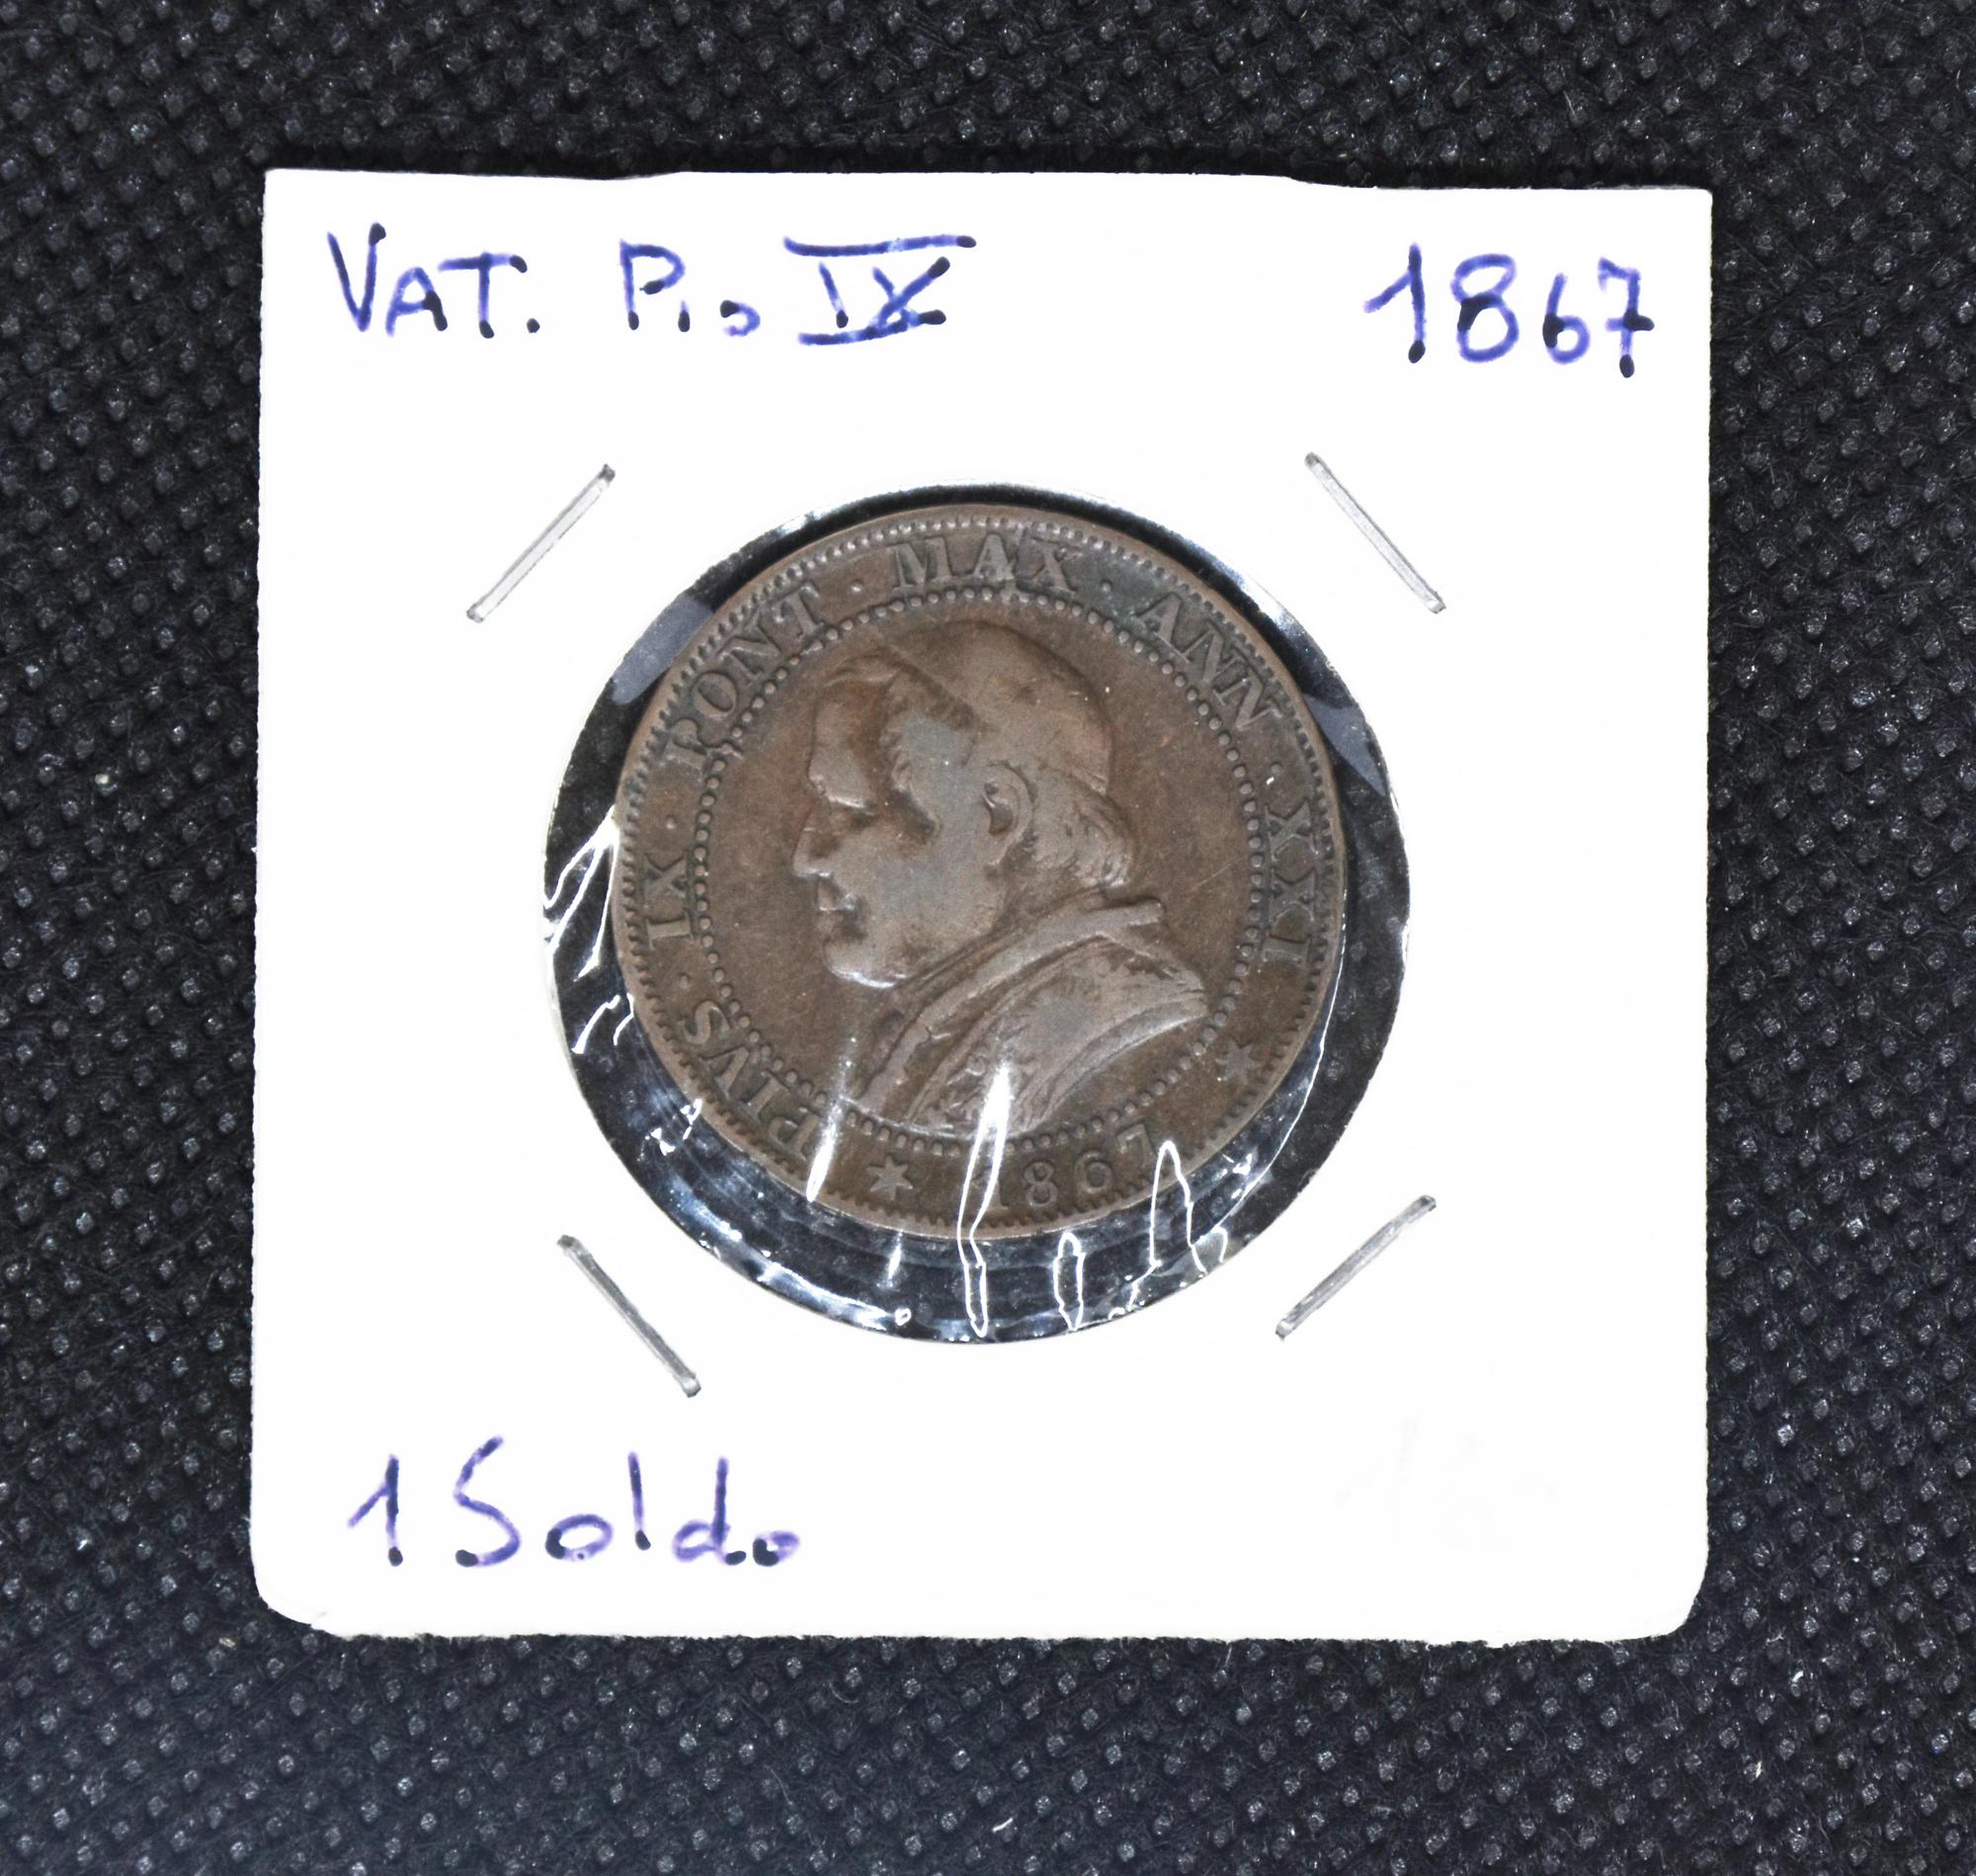 VAT. Pio IX 1867
PIVS · IX · PONT · MAX · ANN · XXI
1867
1 Soldo